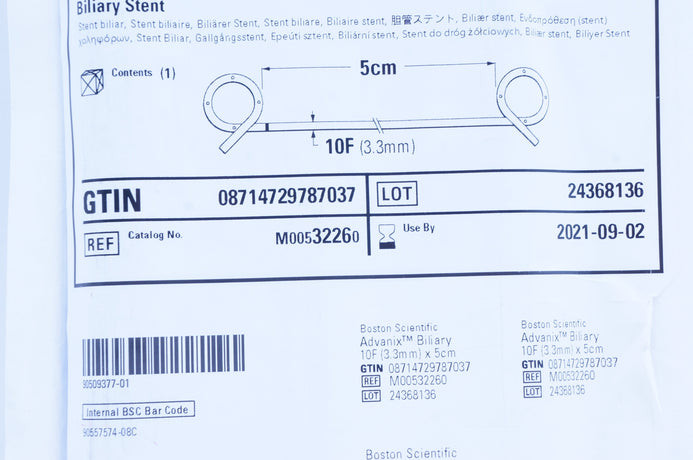 Biliary Stent
Stent biliar, Stent biliaire, Biliärer Stent, Stent biliare, Biliaire stent, 胆管ステント, Biliær stent, Ενδοπρόθεση (stent)
χοληφόρων, Stent Biliar, Gallgångsstent, Epeúti sztent, Biliární stent, Stent do dróg żółciowych, Biliær stent, Biliyer Stent
Contents (1)
5cm
10F (3.3mm)
GTIN 08714729787037
LOT 24368136
REF Catalog No. M00532260
Use By 2021-09-02
90509377-01
Internal BSC Bar Code
90557574-08C
Boston Scientific
Advanix™ Biliary
10F (3.3mm) x 5cm
GTIN 08714729787037
REF M00532260
LOT 24368136
Boston Scientific
Advanix™ Biliary
10F (3.3mm) x 5cm
GTIN 08714729787037
REF M00532260
LOT 24368136
Boston Scientific